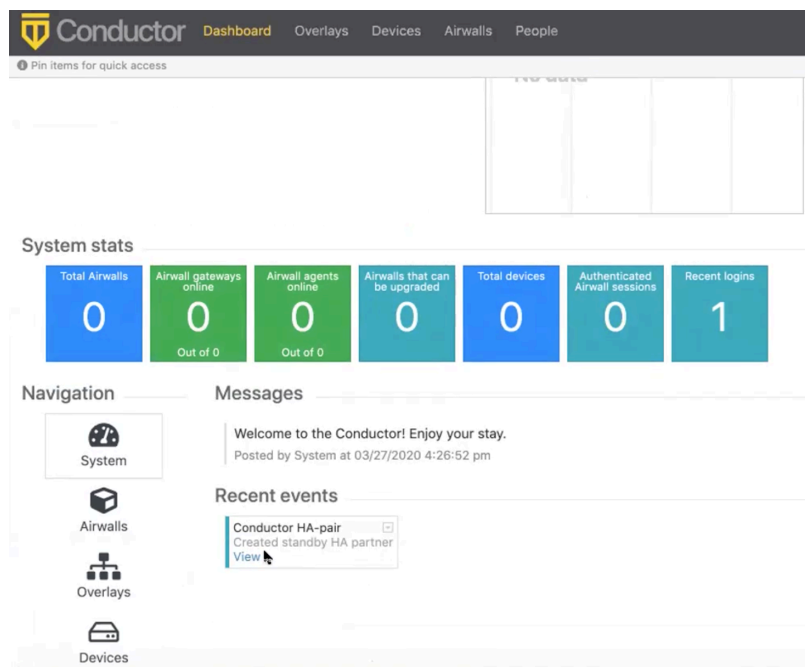 Conductor Dashboard Overlays Devices Airwalls People
Pin items for quick access
No data
System stats
Total Airwalls
0
Airwall gateways
online
0
Out of 0
Airwall agents
online
0
Out of 0
Airwalls that can
be upgraded
0
Total devices
0
Authenticated
Airwall sessions
0
Recent logins
1
Navigation
System
Airwalls
Overlays
Devices
Messages
Welcome to the Conductor! Enjoy your stay.
Posted by System at 03/27/2020 4:26:52 pm
Recent events
Conductor HA-pair
Created standby HA partner
View